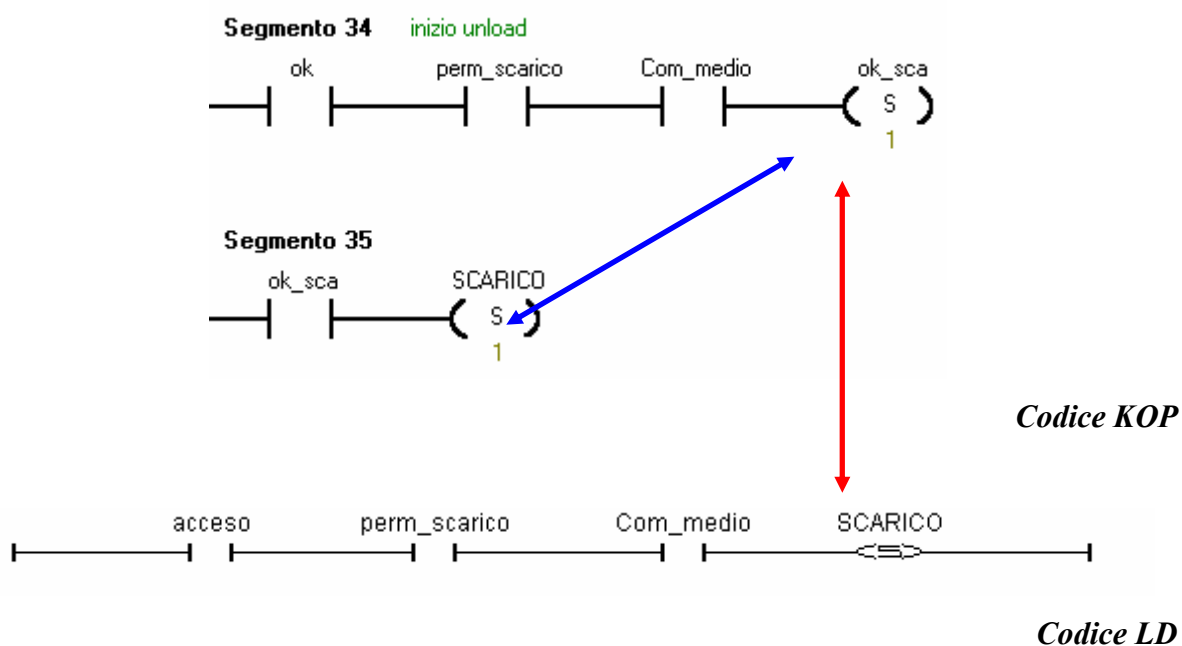 Segmento 34 inizio unload
ok perm_scarico Com_medio ok_sca
S
1
Segmento 35
ok_sca SCARICO
S
1
Codice KOP
acceso perm_scarico Com_medio SCARICO
S
Codice LD